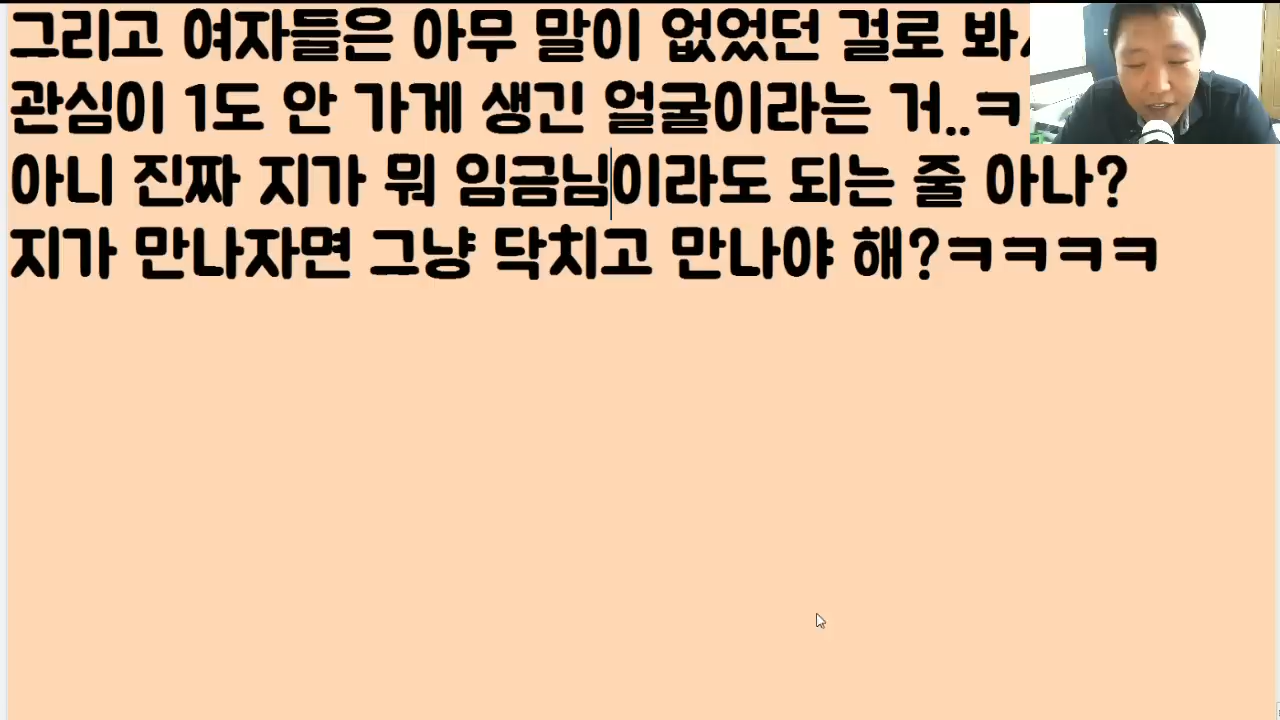 그리고 여자들은 아무 말이 없었던 걸로 봐
관심이 1도 안 가게 생긴 얼굴이라는 거..ㅋ
아니 진짜 지가 뭐 임금님이라도 되는 줄 아나?
지가 만나자면 그냥 닥치고 만나야 해?ㅋㅋㅋㅋ